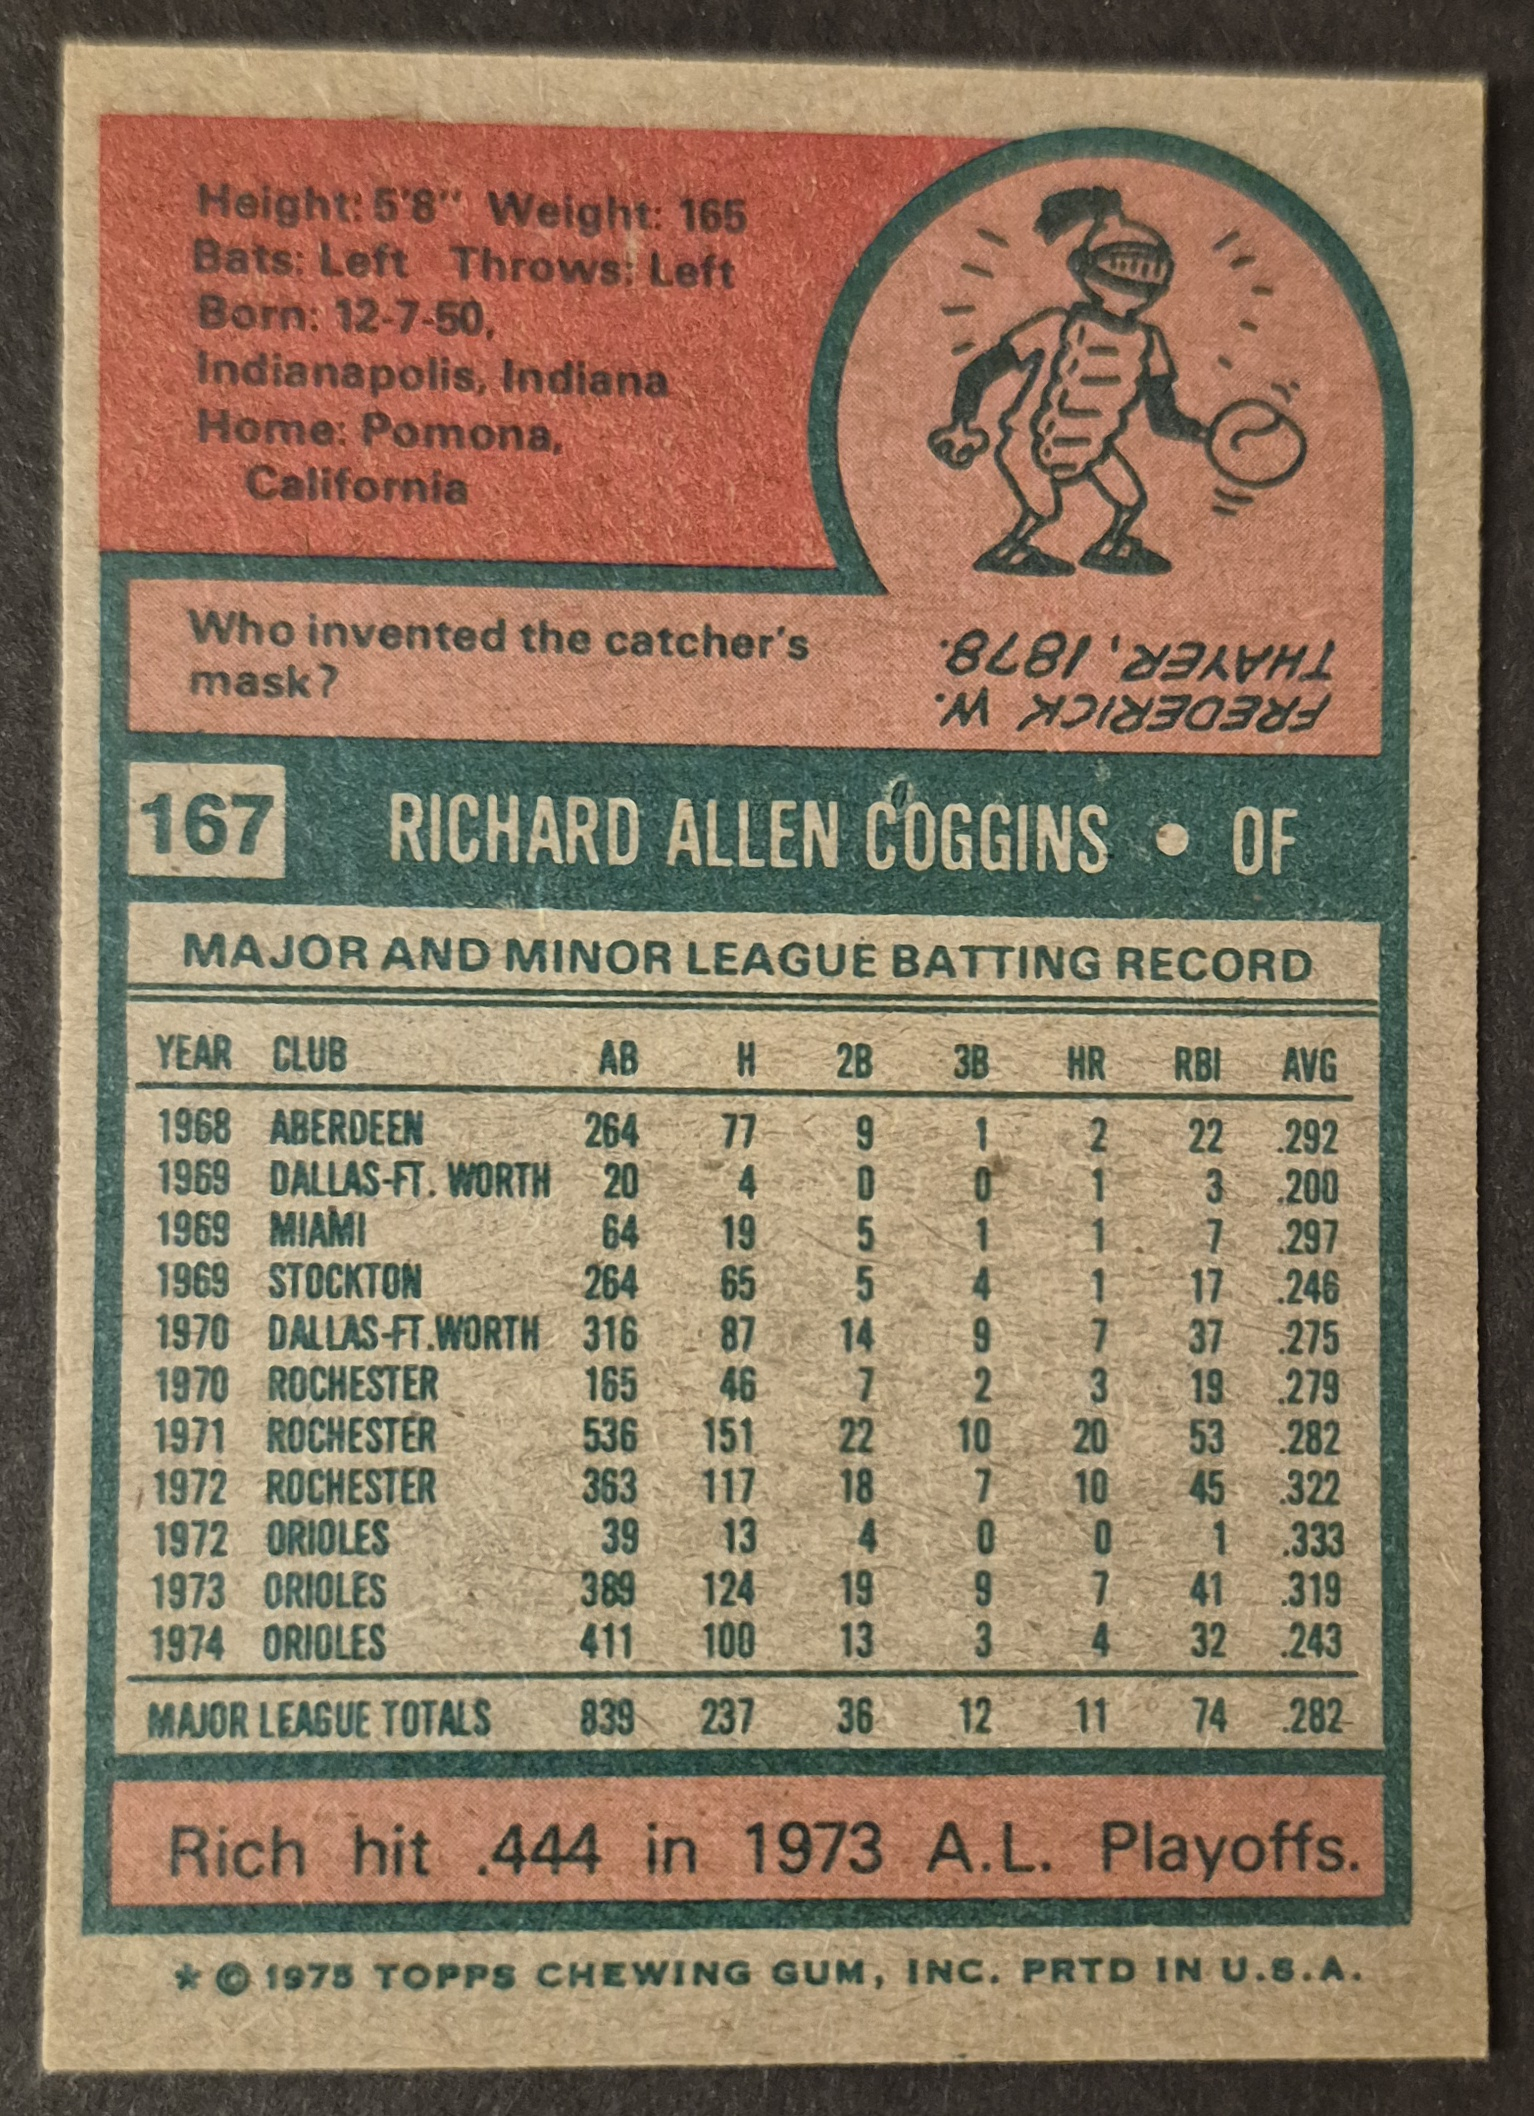 Height: 5'8" Weight: 165
Bats: Left Throws: Left
Born: 12-7-50,
Indianapolis, Indiana
Home: Pomona,
California
Who invented the catcher's
mask?
FREDERICK W.
THAYER, 1878.
167 RICHARD ALLEN COGGINS • OF
MAJOR AND MINOR LEAGUE BATTING RECORD
YEAR CLUB AB H 2B 3B HR RBI AVG
1968 ABERDEEN 264 77 9 1 2 22 .292
1969 DALLAS-FT. WORTH 20 4 0 0 1 3 .200
1969 MIAMI 64 19 5 1 1 7 .297
1969 STOCKTON 264 65 5 4 1 17 .246
1970 DALLAS-FT.WORTH 316 87 14 9 7 37 .275
1970 ROCHESTER 165 46 7 2 3 19 .279
1971 ROCHESTER 536 151 22 10 20 53 .282
1972 ROCHESTER 363 117 18 7 10 45 .322
1972 ORIOLES 39 13 4 0 0 1 .333
1973 ORIOLES 389 124 19 9 7 41 .319
1974 ORIOLES 411 100 13 3 4 32 .243
MAJOR LEAGUE TOTALS 839 237 36 12 11 74 .282
Rich hit .444 in 1973 A.L. Playoffs.
* © 1975 TOPPS CHEWING GUM, INC. PRTD IN U.S.A.